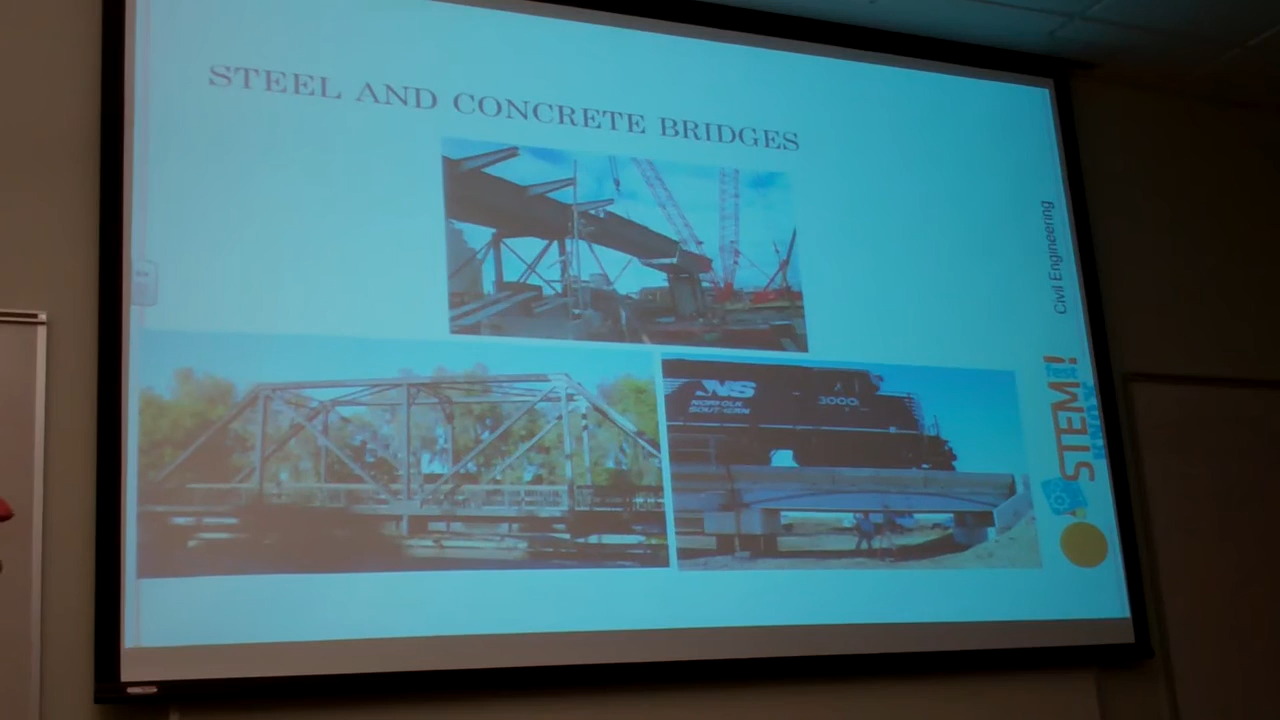 STEEL AND CONCRETE BRIDGES
NS
NORFOLK
SOUTHERN
3000
Civil Engineering
STEM!
fest